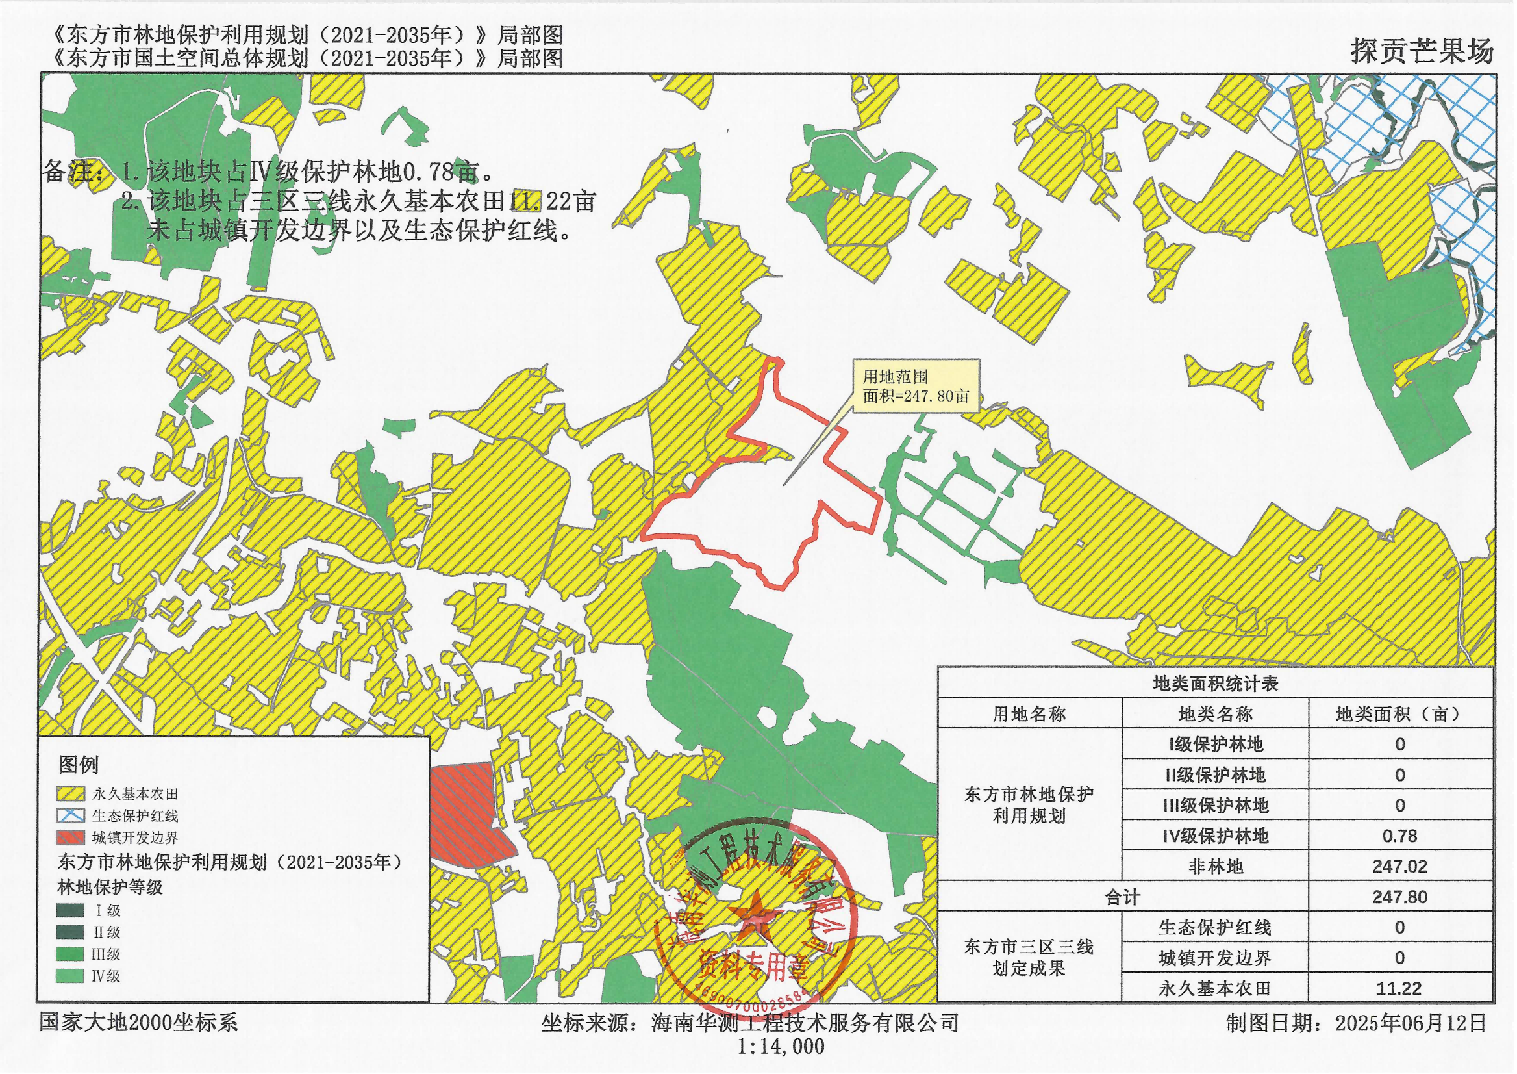 《东方市林地保护利用规划（2021-2035年）》局部图
《东方市国土空间总体规划（2021-2035年）》局部图
探贡芒果场
备注：1.该地块占Ⅳ级保护林地0.78亩。
2.该地块占三区三线永久基本农田11.22亩
未占城镇开发边界以及生态保护红线。
用地范围
面积-247.80亩
地类面积统计表
用地名称 地类名称 地类面积（亩）
东方市林地保护利用规划
I级保护林地 0
II级保护林地 0
III级保护林地 0
IV级保护林地 0.78
非林地 247.02
合计 247.80
东方市三区三线划定成果
生态保护红线 0
城镇开发边界 0
永久基本农田 11.22
图例
永久基本农田
生态保护红线
城镇开发边界
东方市林地保护利用规划（2021-2035年）
林地保护等级
I级
II级
III级
IV级
海南华测工程技术服务有限公司
资料专用章
国家大地2000坐标系
坐标来源：海南华测工程技术服务有限公司
1:14,000
制图日期：2025年06月12日